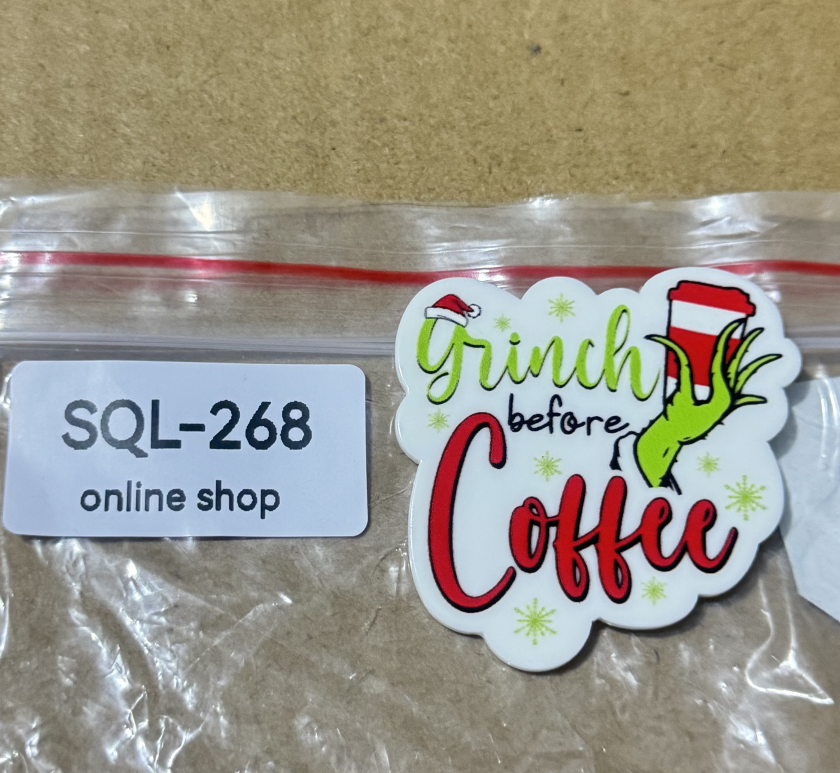 SQL-268
online shop
Grinch
before
Coffee